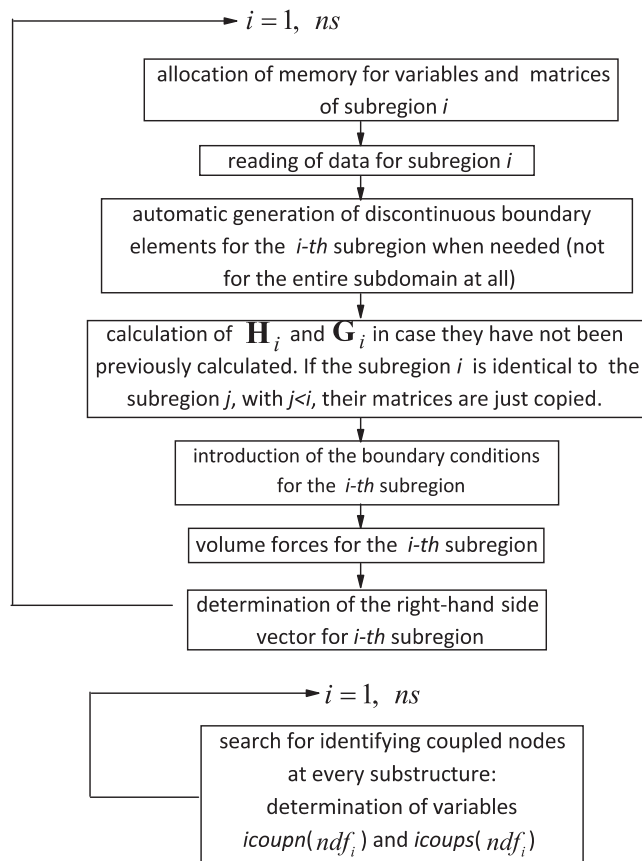 i = 1, ns
allocation of memory for variables and matrices
of subregion i
reading of data for subregion i
automatic generation of discontinuous boundary
elements for the i-th subregion when needed (not
for the entire subdomain at all)
calculation of H_i and G_i in case they have not been
previously calculated. If the subregion i is identical to the
subregion j, with j<i, their matrices are just copied.
introduction of the boundary conditions
for the i-th subregion
volume forces for the i-th subregion
determination of the right-hand side
vector for i-th subregion
i = 1, ns
search for identifying coupled nodes
at every substructure:
determination of variables
icoupn(ndf_i) and icoups(ndf_i)